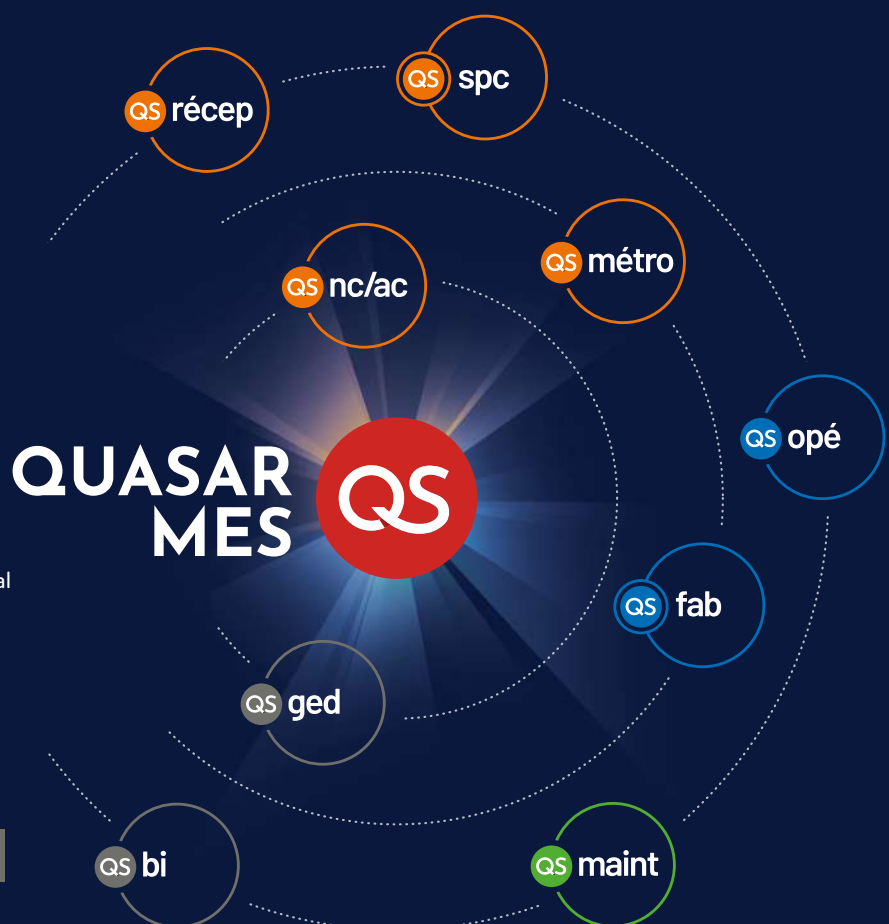 QS spc
QS récep
QS métro
QS nc/ac
QS opé
QUASAR
MES
QS
al
QS fab
QS ged
QS bi
QS maint